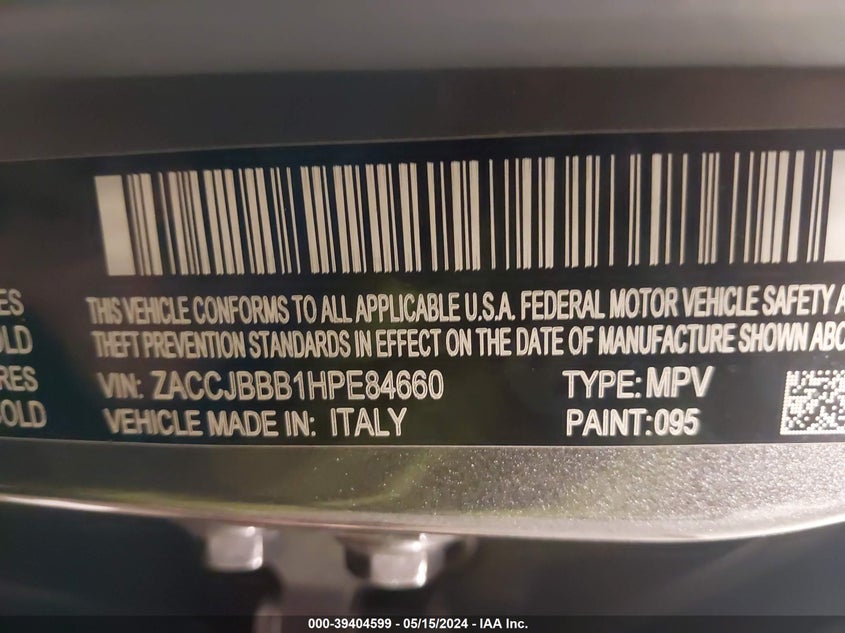 ES
THIS VEHICLE CONFORMS TO ALL APPLICABLE U.S.A. FEDERAL MOTOR VEHICLE SAFETY A
OLD
THEFT PREVENTION STANDARDS IN EFFECT ON THE DATE OF MANUFACTURE SHOWN ABO
RES
VIN: ZACCJBBB1HPE84660 TYPE: MPV
COLD
VEHICLE MADE IN: ITALY PAINT: 095
000-39404599 - 05/15/2024 - IAA Inc.